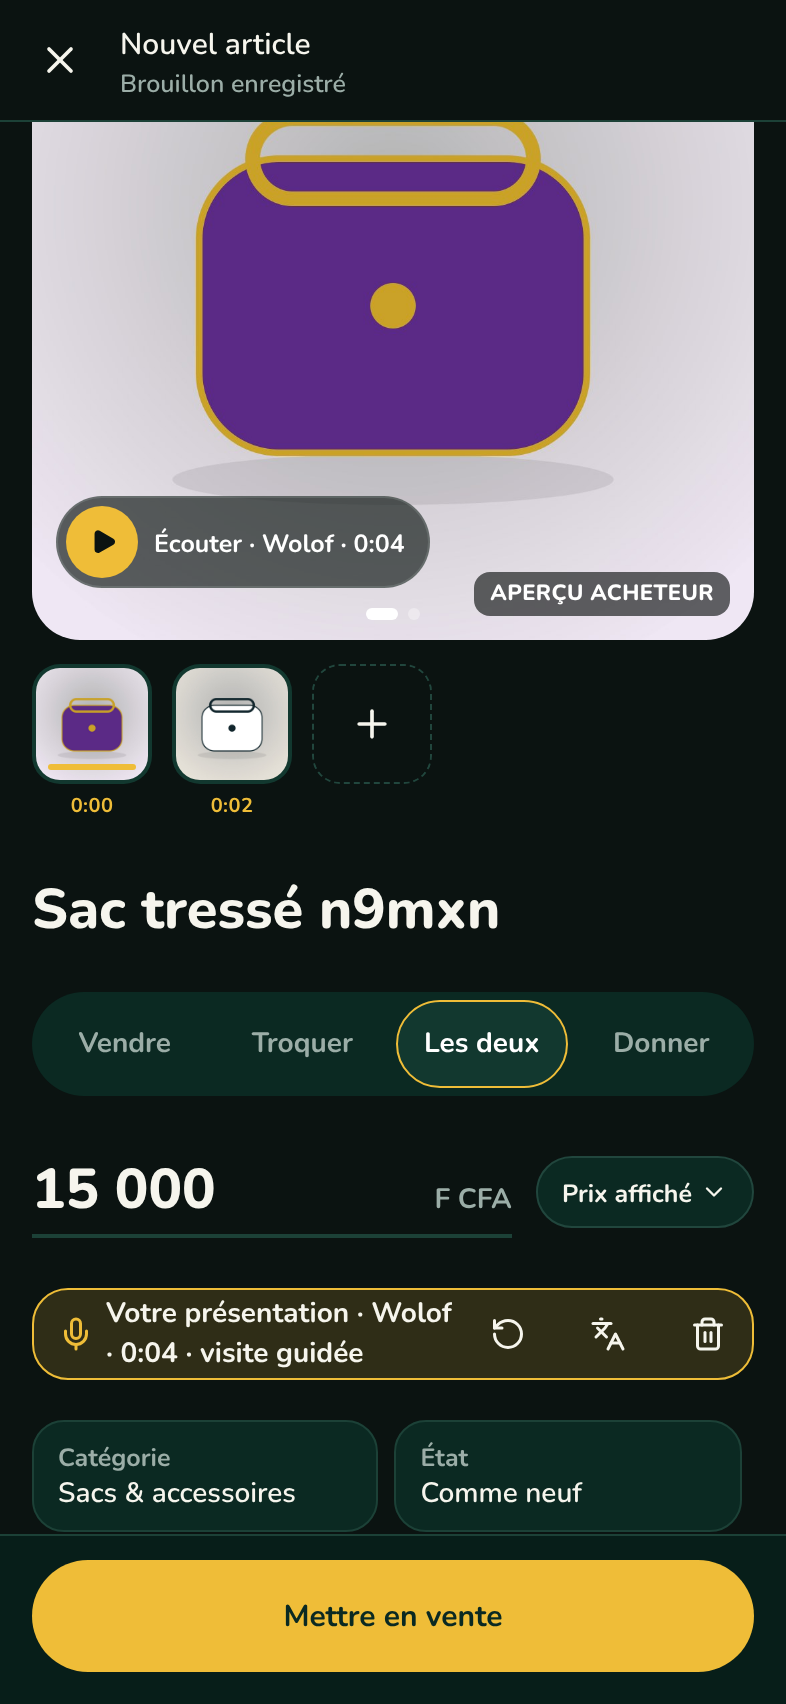 Nouvel article
Brouillon enregistré
Écouter · Wolof · 0:04
APERÇU ACHETEUR
0:00
0:02
Sac tressé n9mxn
Vendre
Troquer
Les deux
Donner
15 000
F CFA
Prix affiché
Votre présentation · Wolof
· 0:04 · visite guidée
Catégorie
Sacs & accessoires
État
Comme neuf
Mettre en vente